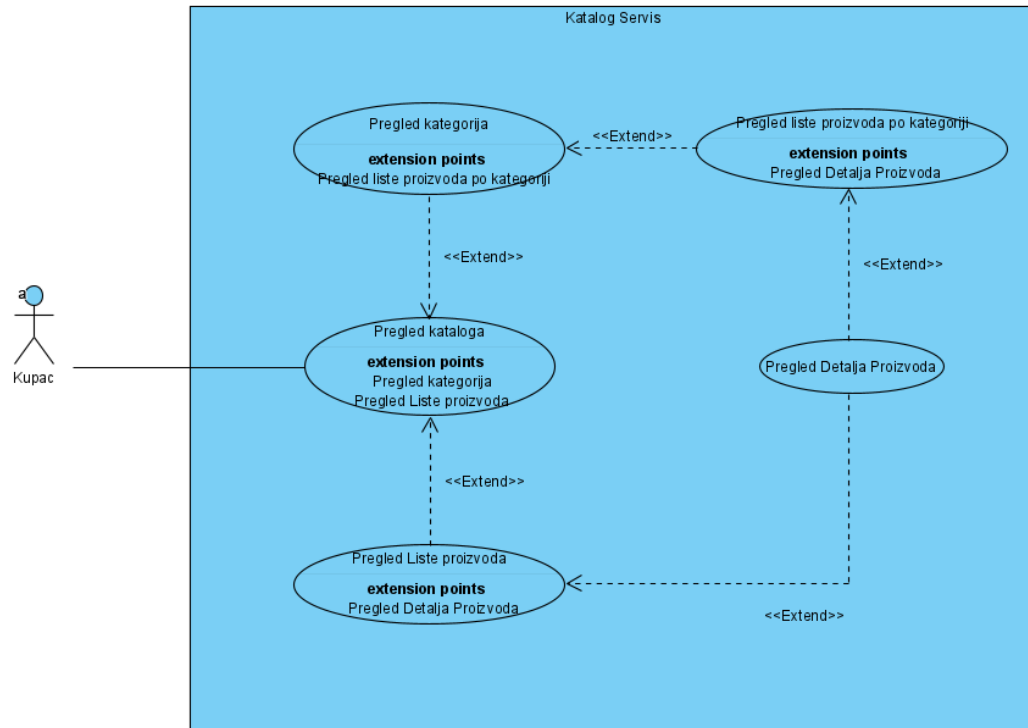 Katalog Servis
Pregled kategorija
extension points
Pregled liste proizvoda po kategoriji
<<Extend>>
Pregled liste proizvoda po kategoriji
extension points
Pregled Detalja Proizvoda
<<Extend>>
<<Extend>>
a
Kupac
Pregled kataloga
extension points
Pregled kategorija
Pregled Liste proizvoda
Pregled Detalja Proizvoda
<<Extend>>
Pregled Liste proizvoda
extension points
Pregled Detalja Proizvoda
<<Extend>>